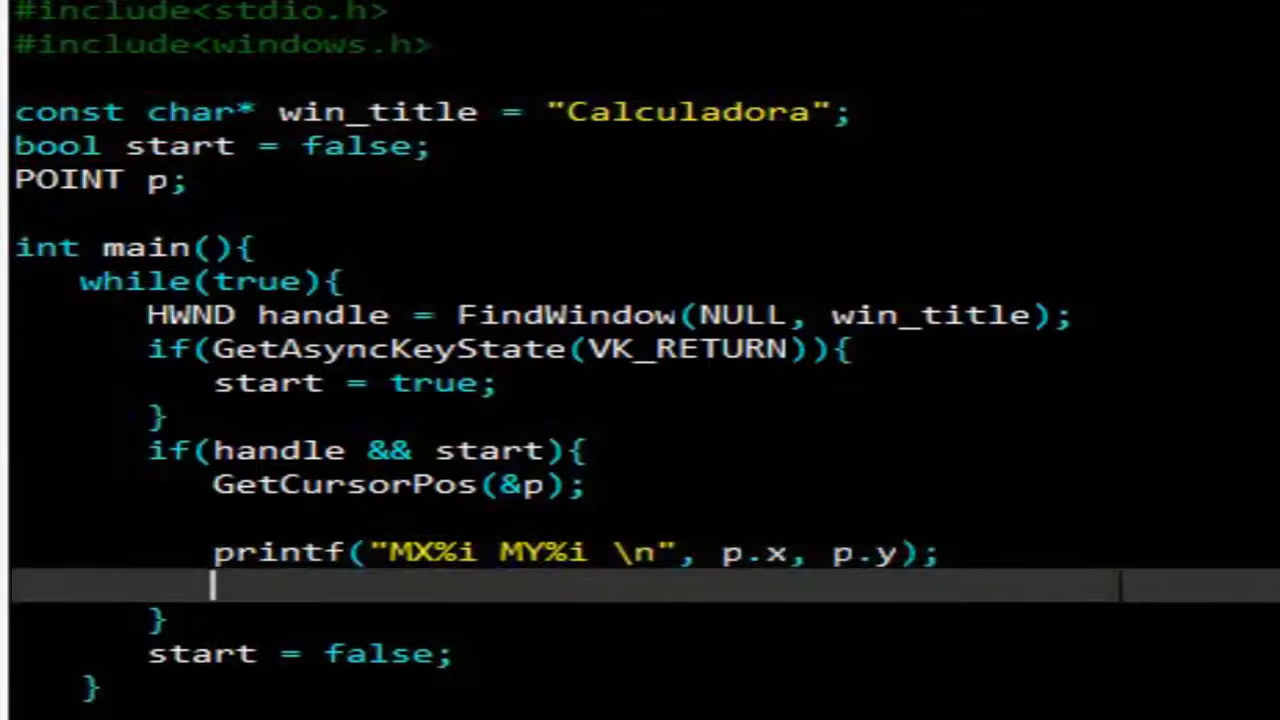 #include<stdio.h>
#include<windows.h>
const char* win_title = "Calculadora";
bool start = false;
POINT p;
int main(){
while(true){
HWND handle = FindWindow(NULL, win_title);
if(GetAsyncKeyState(VK_RETURN)){
start = true;
}
if(handle && start){
GetCursorPos(&p);
printf("MX%i MY%i \n", p.x, p.y);
}
start = false;
}